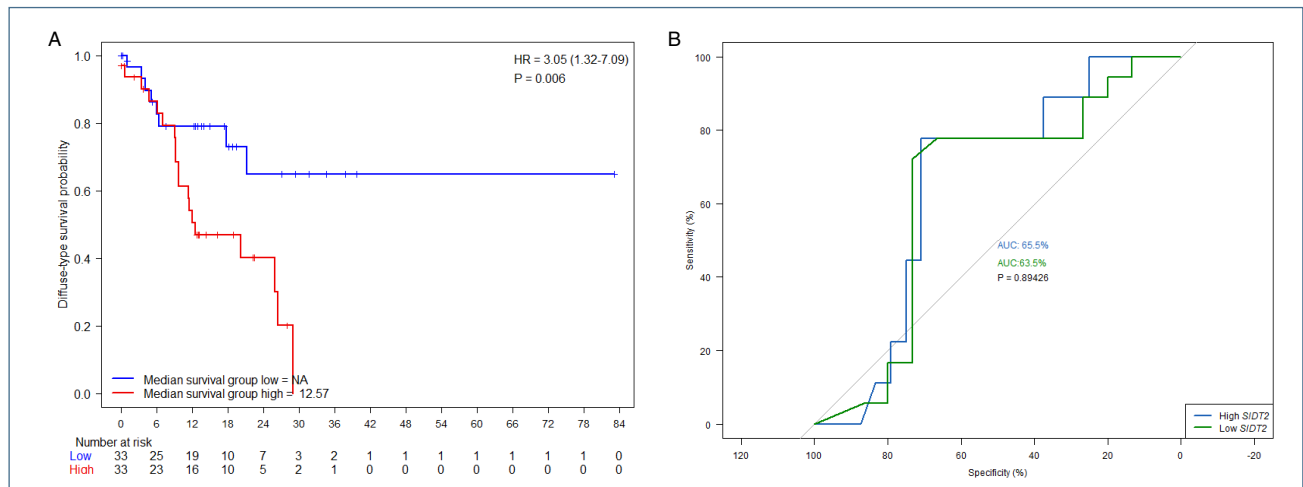 A
1.0
0.8
0.6
0.4
0.2
0.0
Diffuse-type survival probability
HR = 3.05 (1.32-7.09)
P = 0.006
Median survival group low = NA
Median survival group high = 12.57
0 6 12 18 24 30 36 42 48 54 60 66 72 78 84
Number at risk
Low 33 25 19 10 7 3 2 1 1 1 1 1 1 1 0
High 33 23 16 10 5 2 1 0 0 0 0 0 0 0 0
B
100
80
60
40
20
0
Sensitivity (%)
AUC: 65.5%
AUC:63.5%
P = 0.89426
High SIDT2
Low SIDT2
120 100 80 60 40 20 0 -20
Specificity (%)